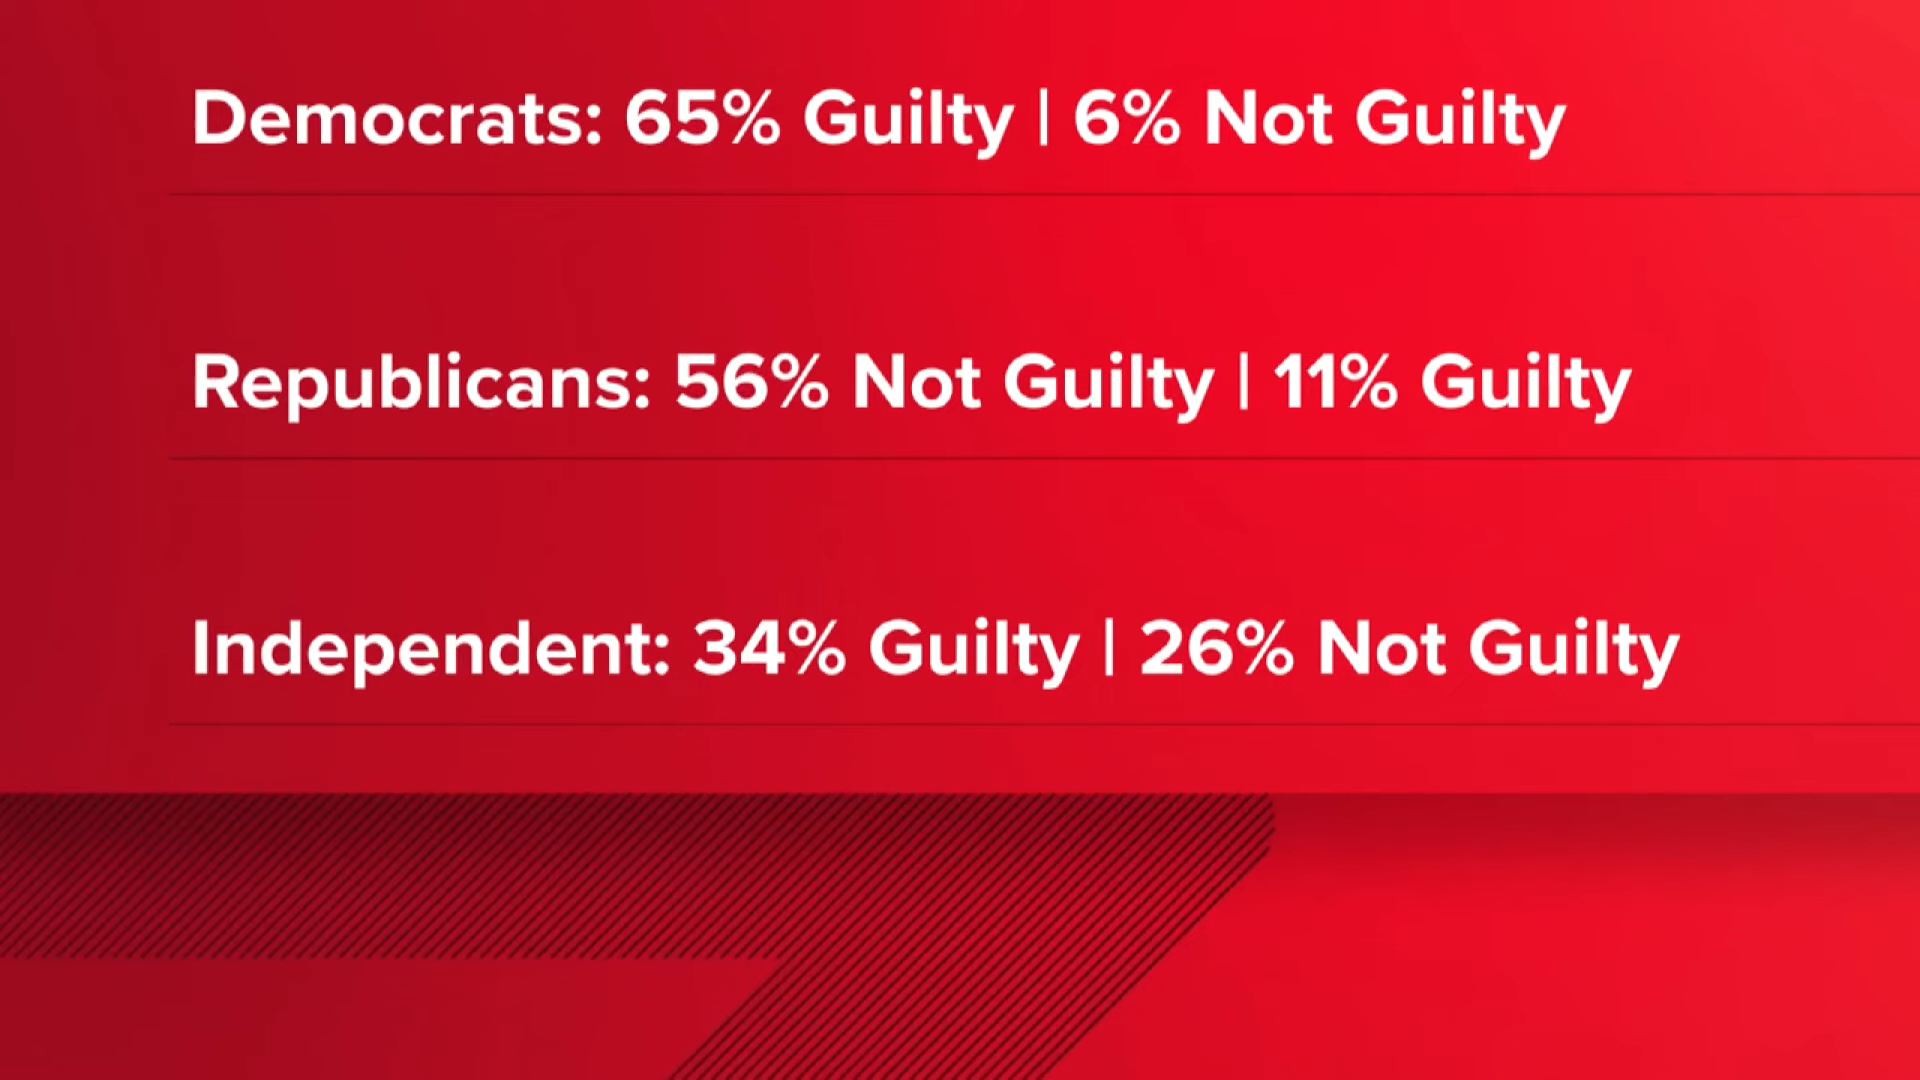 Democrats: 65% Guilty | 6% Not Guilty
Republicans: 56% Not Guilty | 11% Guilty
Independent: 34% Guilty | 26% Not Guilty